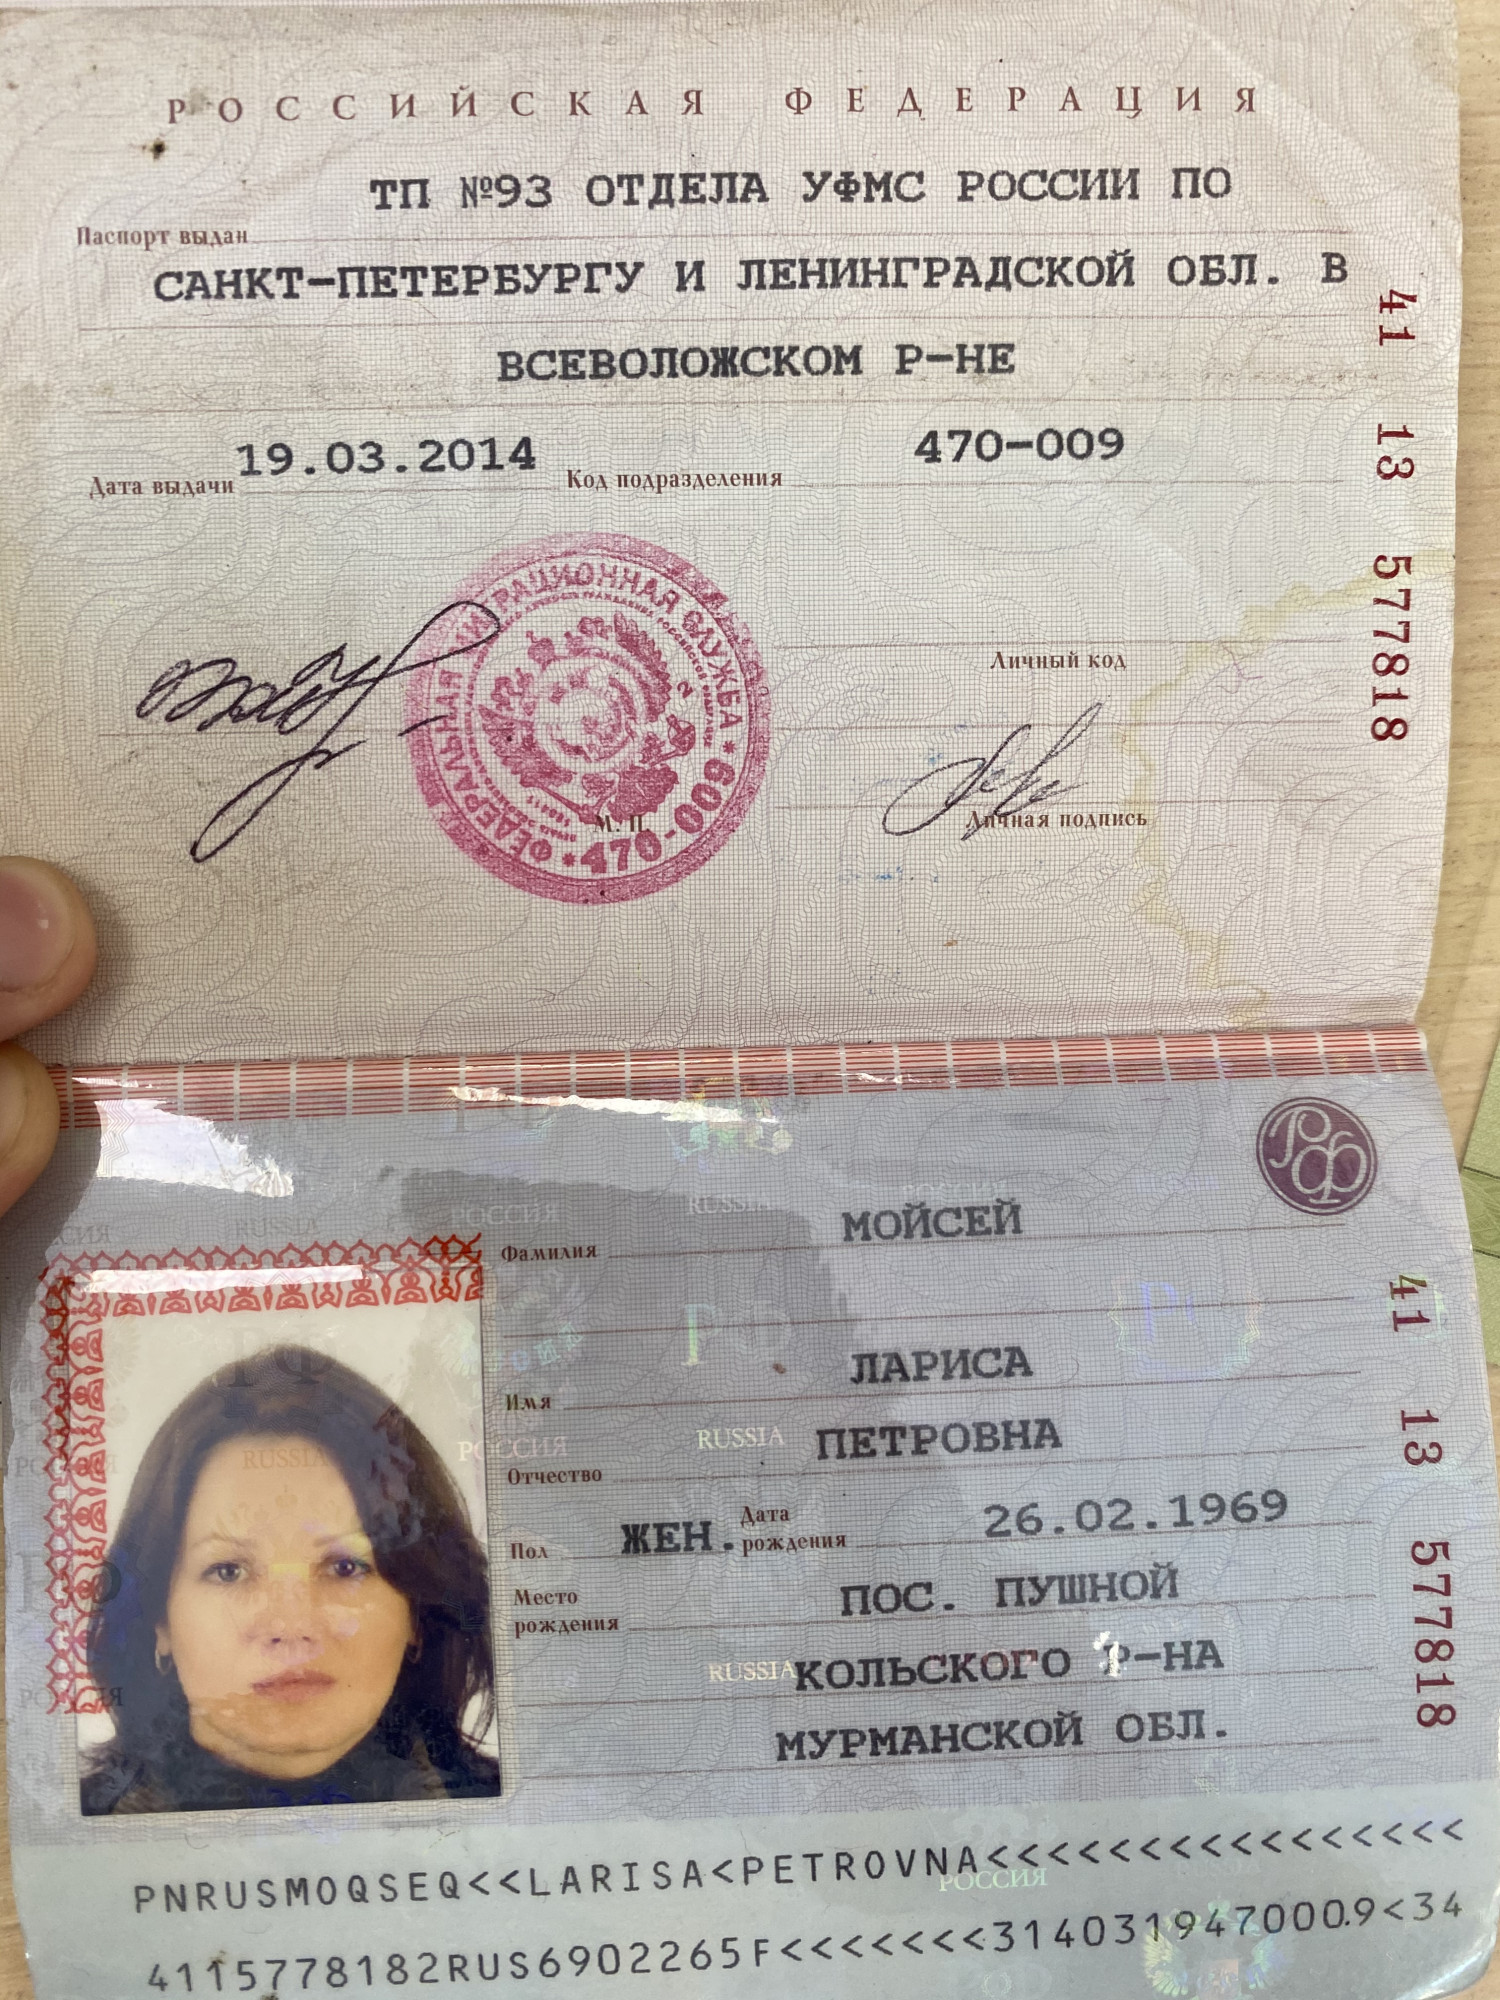 РОССИЙСКАЯ ФЕДЕРАЦИЯ
ТП №93 ОТДЕЛА УФМС РОССИИ ПО
Паспорт выдан
САНКТ-ПЕТЕРБУРГУ И ЛЕНИНГРАДСКОЙ ОБЛ. В
ВСЕВОЛОЖСКОМ Р-НЕ
Дата выдачи 19.03.2014 Код подразделения 470-009
41 13 577818
ФЕДЕРАЛЬНАЯ МИГРАЦИОННАЯ СЛУЖБА * 470-009 *
Личный код
М. П.
Личная подпись
РФ
Фамилия МОЙСЕЙ
Имя ЛАРИСА
Отчество ПЕТРОВНА
Пол ЖЕН. Дата рождения 26.02.1969
Место рождения ПОС. ПУШНОЙ
КОЛЬСКОГО Р-НА
МУРМАНСКОЙ ОБЛ.
41 13 577818
РОССИЯ RUSSIA
PNRUSMOQSEQ<<LARISA<PETROVNA<<<<<<<<<<<<<<<<
4115778182RUS6902265F<<<<<<<3140319470009<34